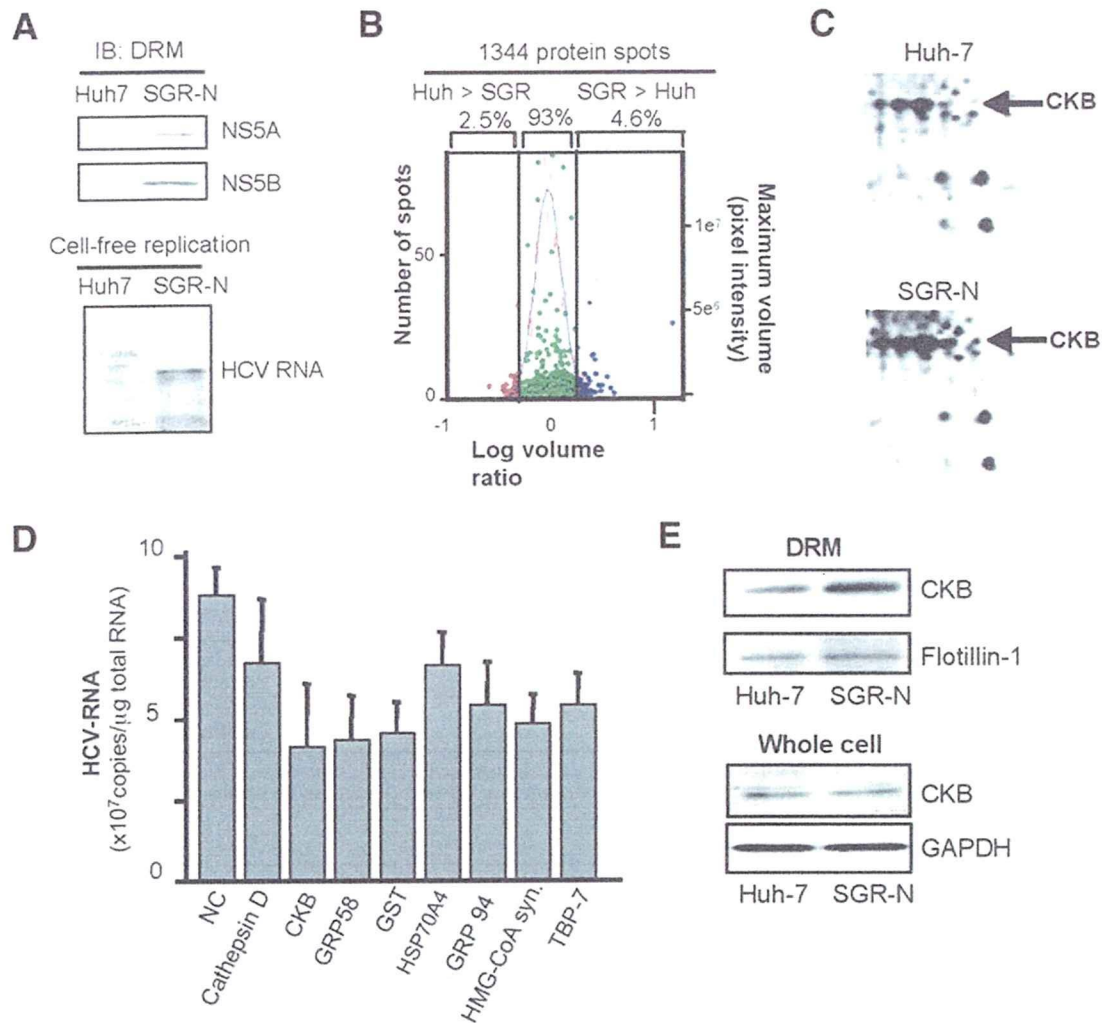 A
IB: DRM
Huh7 SGR-N
NS5A
NS5B
Cell-free replication
Huh7 SGR-N
HCV RNA
B
1344 protein spots
Huh > SGR SGR > Huh
2.5% 93% 4.6%
Number of spots
50
0
-1 0 1
Log volume
ratio
1e7
5e6
Maximum volume
(pixel intensity)
C
Huh-7
CKB
SGR-N
CKB
D
HCV-RNA
(x10⁷copies/µg total RNA)
10
5
0
NC
Cathepsin D
CKB
GRP58
GST
HSP70A4
GRP 94
HMG-CoA syn.
TBP-7
E
DRM
CKB
Flotillin-1
Huh-7 SGR-N
Whole cell
CKB
GAPDH
Huh-7 SGR-N